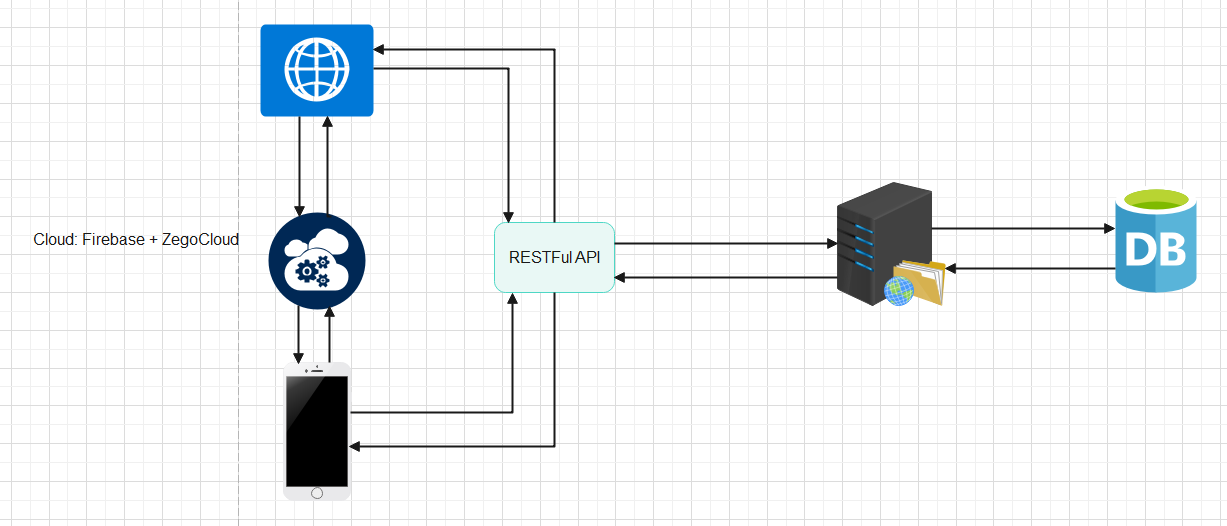 Cloud: Firebase + ZegoCloud
RESTFul API
DB